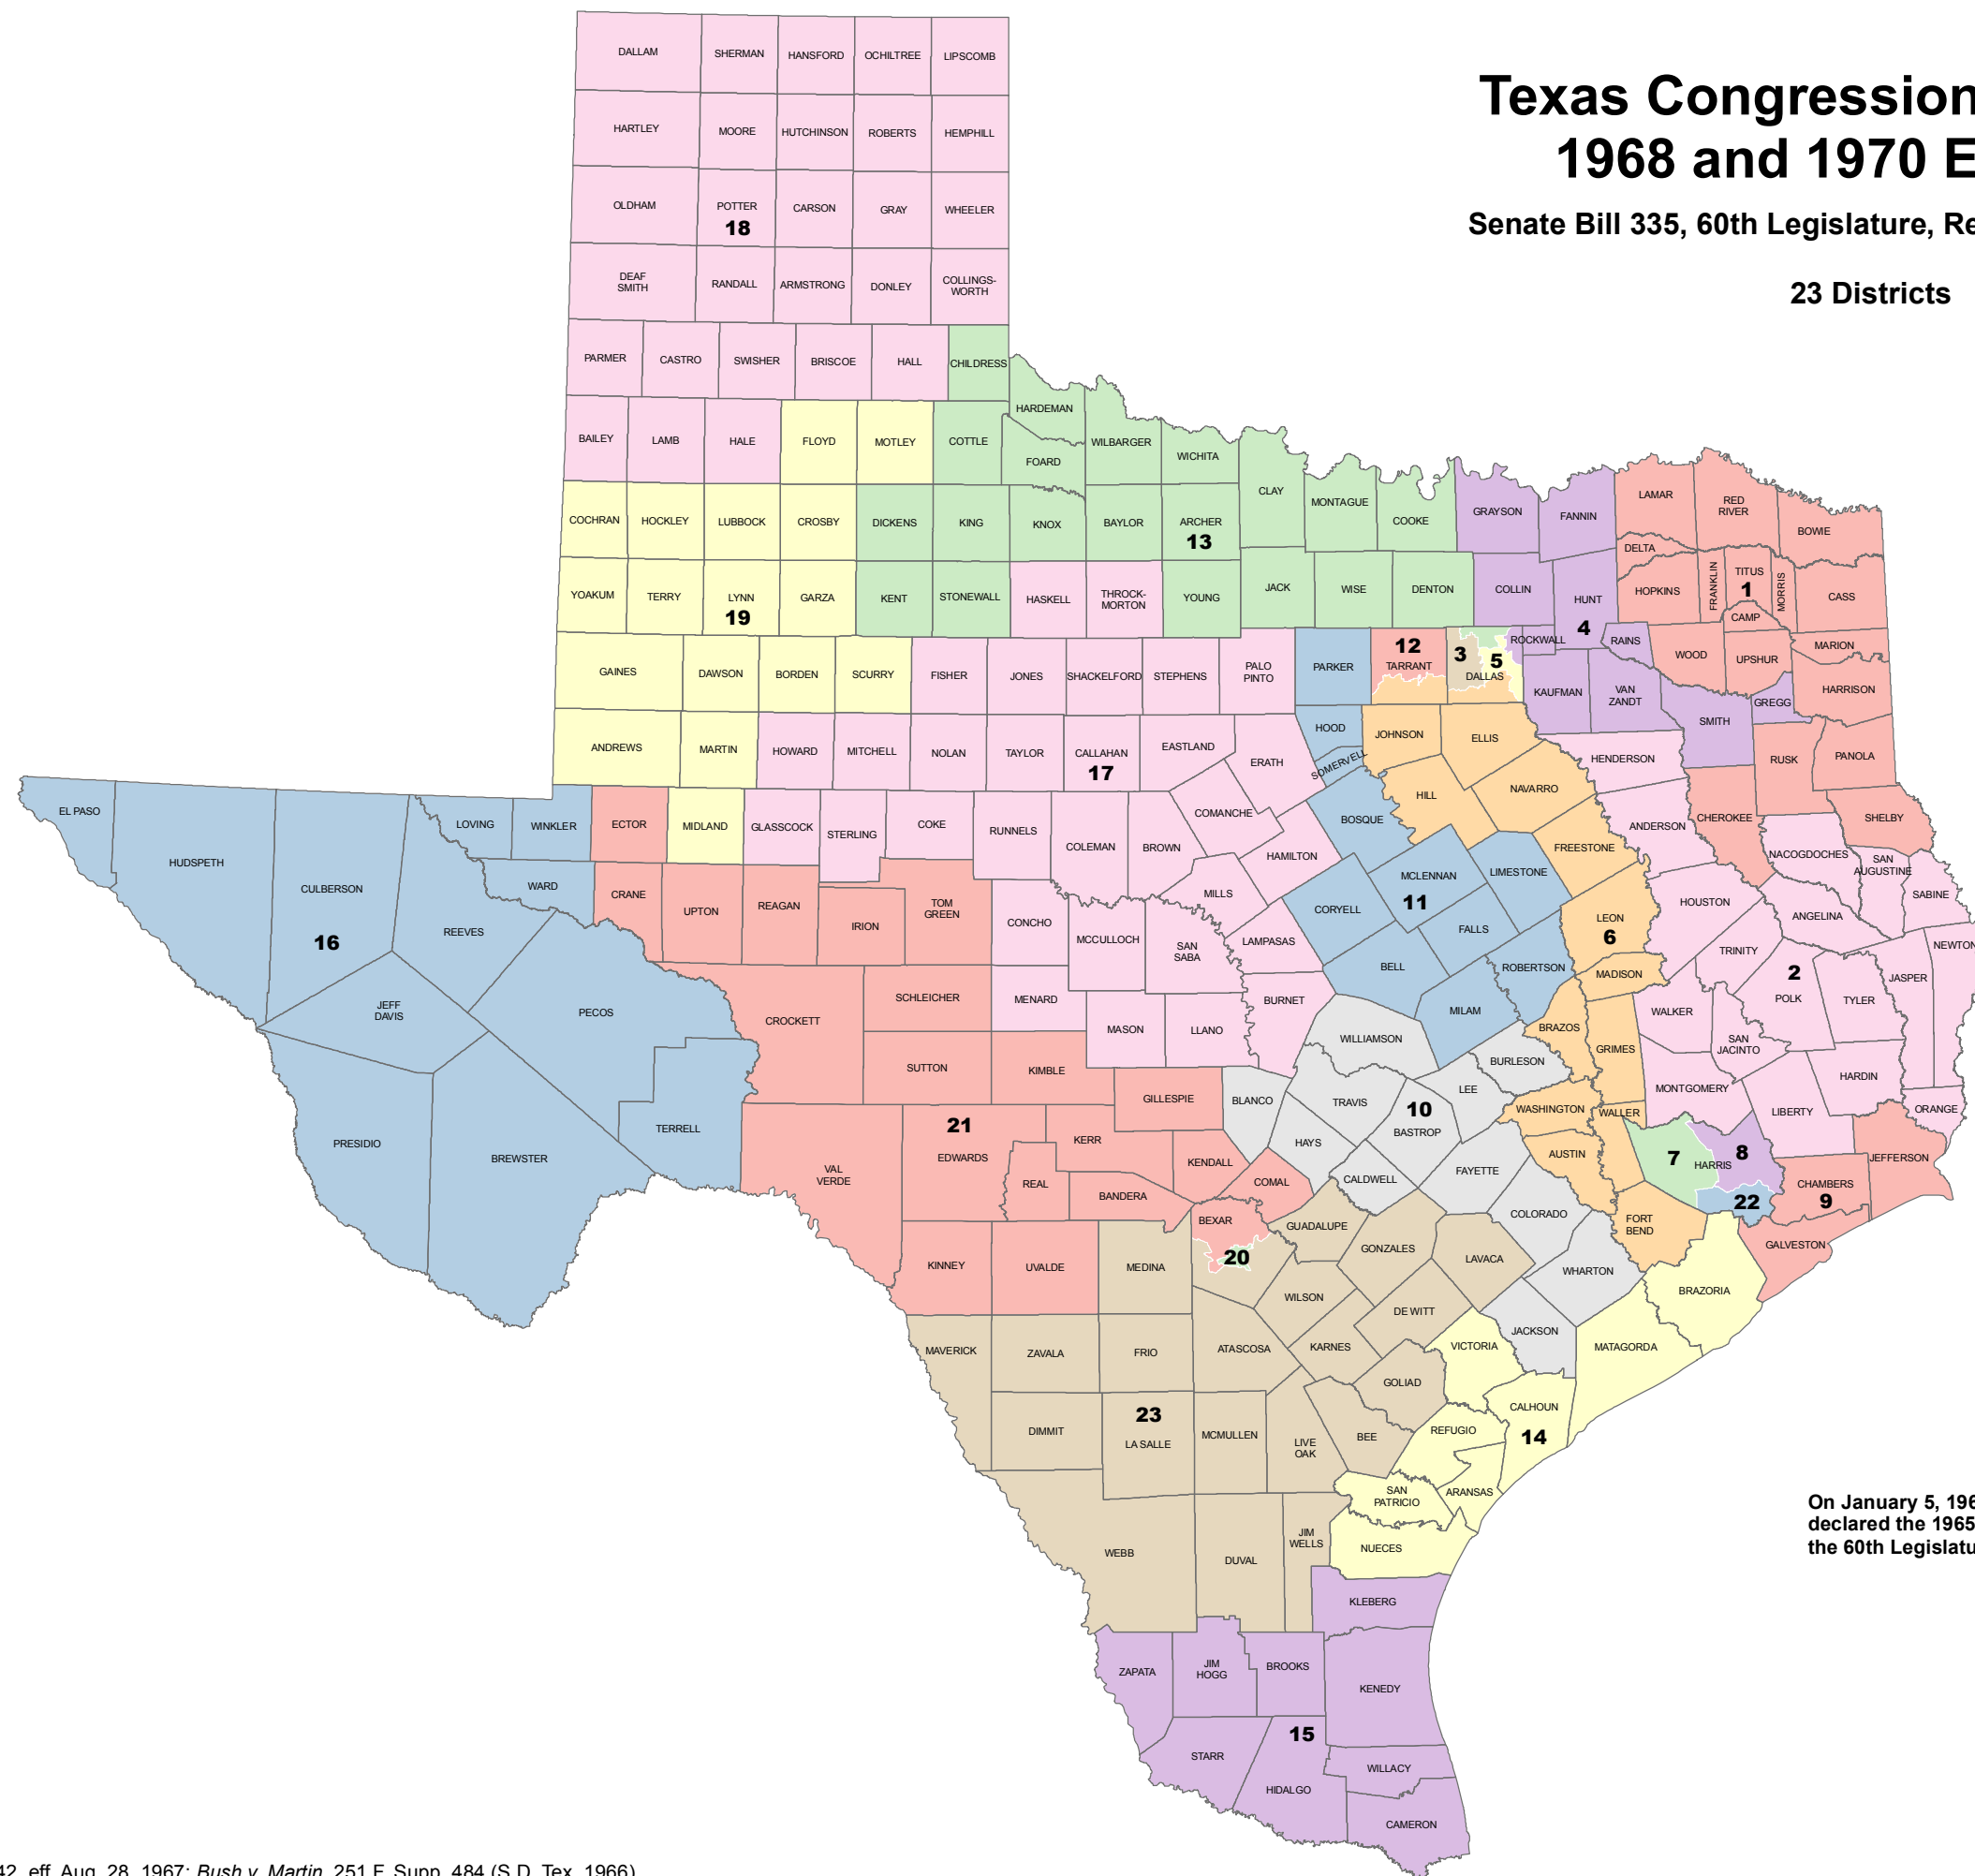 Texas Congression
1968 and 1970 E
Senate Bill 335, 60th Legislature, Re
23 Districts
DALLAM
SHERMAN
HANSFORD
OCHILTREE
LIPSCOMB
HARTLEY
MOORE
HUTCHINSON
ROBERTS
HEMPHILL
OLDHAM
POTTER
18
CARSON
GRAY
WHEELER
DEAF
SMITH
RANDALL
ARMSTRONG
DONLEY
COLLINGS-
WORTH
PARMER
CASTRO
SWISHER
BRISCOE
HALL
CHILDRESS
HARDEMAN
BAILEY
LAMB
HALE
FLOYD
MOTLEY
COTTLE
FOARD
WILBARGER
WICHITA
CLAY
MONTAGUE
COOKE
GRAYSON
FANNIN
LAMAR
RED
RIVER
BOWIE
COCHRAN
HOCKLEY
LUBBOCK
CROSBY
DICKENS
KING
KNOX
BAYLOR
ARCHER
13
DELTA
HOPKINS
FRANKLIN
TITUS
1
MORRIS
CASS
CAMP
YOAKUM
TERRY
LYNN
19
GARZA
KENT
STONEWALL
HASKELL
THROCK-
MORTON
YOUNG
JACK
WISE
DENTON
COLLIN
HUNT
4
ROCKWALL
RAINS
WOOD
UPSHUR
MARION
HARRISON
GAINES
DAWSON
BORDEN
SCURRY
FISHER
JONES
SHACKELFORD
STEPHENS
PALO
PINTO
PARKER
12
TARRANT
3
5
DALLAS
KAUFMAN
VAN
ZANDT
SMITH
GREGG
ANDREWS
MARTIN
HOWARD
MITCHELL
NOLAN
TAYLOR
CALLAHAN
17
EASTLAND
ERATH
HOOD
SOMERVELL
JOHNSON
ELLIS
HENDERSON
RUSK
PANOLA
EL PASO
HUDSPETH
CULBERSON
16
LOVING
WINKLER
ECTOR
MIDLAND
GLASSCOCK
STERLING
COKE
RUNNELS
COLEMAN
BROWN
COMANCHE
HAMILTON
BOSQUE
HILL
NAVARRO
ANDERSON
CHEROKEE
SHELBY
NACOGDOCHES
SAN
AUGUSTINE
SABINE
REEVES
WARD
CRANE
UPTON
REAGAN
IRION
TOM
GREEN
CONCHO
MCCULLOCH
SAN
SABA
MILLS
LAMPASAS
CORYELL
MCLENNAN
11
LIMESTONE
FREESTONE
FALLS
LEON
6
HOUSTON
ANGELINA
TRINITY
2
POLK
TYLER
JASPER
NEWTON
JEFF
DAVIS
PECOS
CROCKETT
SCHLEICHER
MENARD
MASON
LLANO
BURNET
BELL
MILAM
ROBERTSON
MADISON
WALKER
SAN
JACINTO
SUTTON
KIMBLE
GILLESPIE
BLANCO
WILLIAMSON
TRAVIS
BURLESON
LEE
10
BASTROP
BRAZOS
GRIMES
MONTGOMERY
LIBERTY
HARDIN
ORANGE
PRESIDIO
BREWSTER
TERRELL
VAL
VERDE
21
EDWARDS
KERR
REAL
BANDERA
KENDALL
COMAL
HAYS
CALDWELL
FAYETTE
WASHINGTON
WALLER
AUSTIN
7
HARRIS
8
22
CHAMBERS
9
JEFFERSON
KINNEY
UVALDE
MEDINA
BEXAR
20
GUADALUPE
GONZALES
LAVACA
COLORADO
FORT
BEND
GALVESTON
WHARTON
BRAZORIA
WILSON
DE WITT
MAVERICK
ZAVALA
FRIO
ATASCOSA
KARNES
VICTORIA
JACKSON
MATAGORDA
GOLIAD
DIMMIT
23
LA SALLE
MCMULLEN
LIVE
OAK
BEE
REFUGIO
CALHOUN
14
SAN
PATRICIO
ARANSAS
WEBB
DUVAL
JIM
WELLS
NUECES
KLEBERG
ZAPATA
JIM
HOGG
BROOKS
KENEDY
STARR
15
HIDALGO
WILLACY
CAMERON
On January 5, 196
declared the 1965
the 60th Legislatu
42, eff. Aug. 28, 1967; Bush v. Martin, 251 F. Supp. 484 (S.D. Tex. 1966)